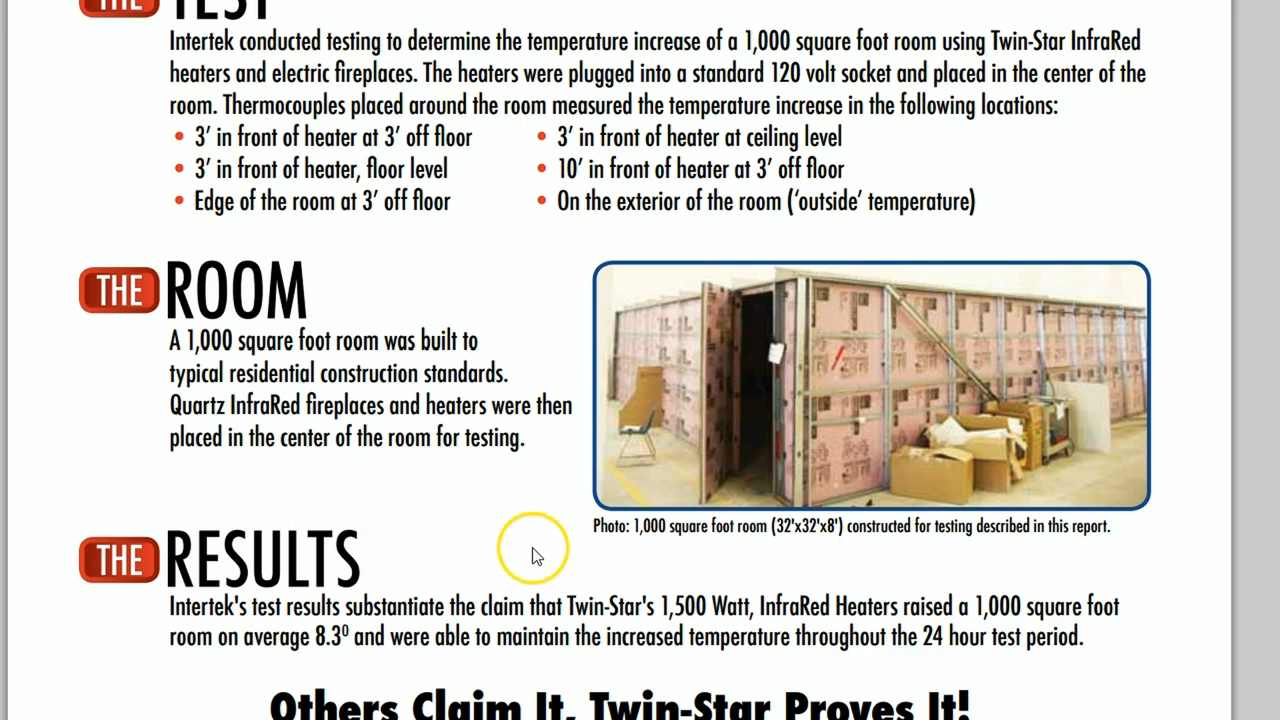 THE TEST
Intertek conducted testing to determine the temperature increase of a 1,000 square foot room using Twin-Star InfraRed
heaters and electric fireplaces. The heaters were plugged into a standard 120 volt socket and placed in the center of the
room. Thermocouples placed around the room measured the temperature increase in the following locations:
• 3’ in front of heater at 3’ off floor
• 3’ in front of heater, floor level
• Edge of the room at 3’ off floor
• 3’ in front of heater at ceiling level
• 10’ in front of heater at 3’ off floor
• On the exterior of the room (‘outside’ temperature)
THE ROOM
A 1,000 square foot room was built to
typical residential construction standards.
Quartz InfraRed fireplaces and heaters were then
placed in the center of the room for testing.
Photo: 1,000 square foot room (32'x32'x8') constructed for testing described in this report.
THE RESULTS
Intertek's test results substantiate the claim that Twin-Star's 1,500 Watt, InfraRed Heaters raised a 1,000 square foot
room on average 8.3⁰ and were able to maintain the increased temperature throughout the 24 hour test period.
Others Claim It, Twin-Star Proves It!